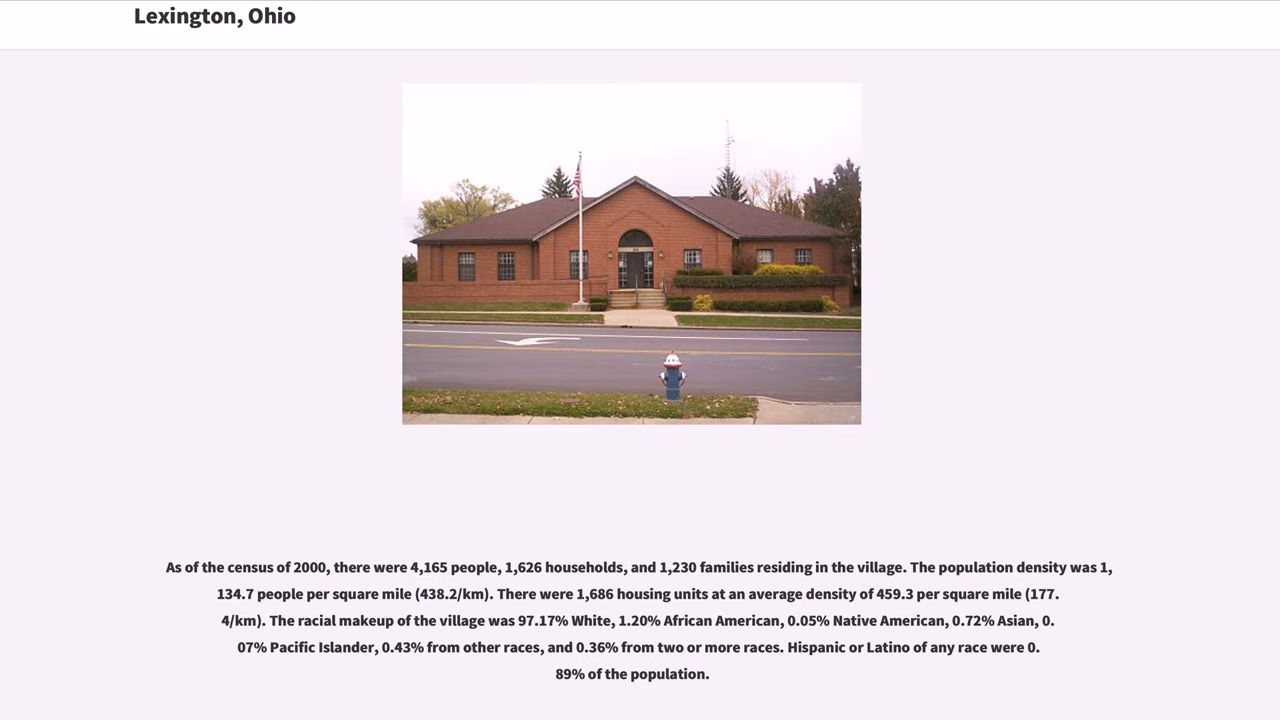 Lexington, Ohio
As of the census of 2000, there were 4,165 people, 1,626 households, and 1,230 families residing in the village. The population density was 1,
134.7 people per square mile (438.2/km). There were 1,686 housing units at an average density of 459.3 per square mile (177.
4/km). The racial makeup of the village was 97.17% White, 1.20% African American, 0.05% Native American, 0.72% Asian, 0.
07% Pacific Islander, 0.43% from other races, and 0.36% from two or more races. Hispanic or Latino of any race were 0.
89% of the population.